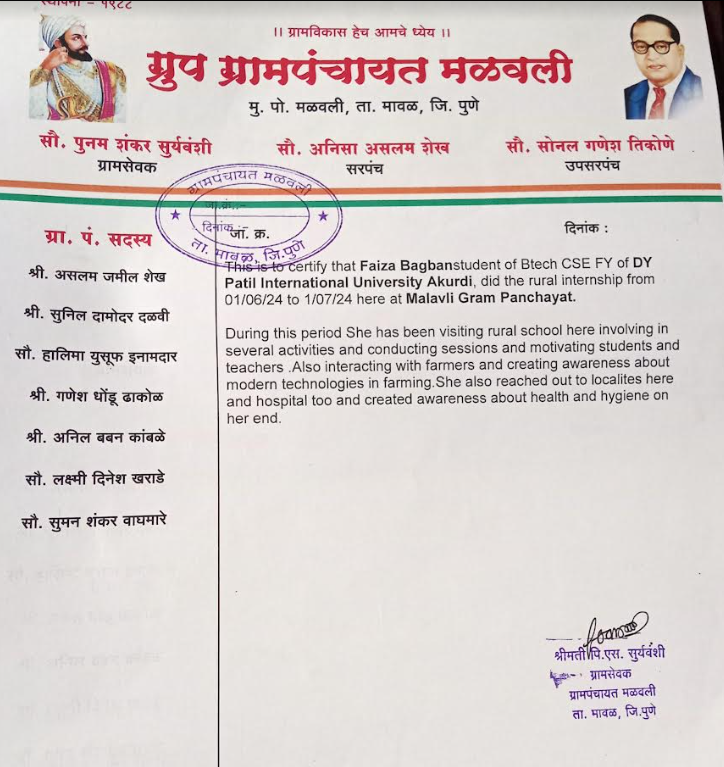 स्थापना - १९८८
।। ग्रामविकास हेच आमचे ध्येय ।।
ग्रुप ग्रामपंचायत मळवली
मु. पो. मळवली, ता. मावळ, जि. पुणे
सौ. पुनम शंकर सुर्यवंशी
ग्रामसेवक
सौ. अनिसा असलम शेख
सरपंच
सौ. सोनल गणेश तिकोणे
उपसरपंच
ग्रामपंचायत मळवली
जा.क्रं.:-
दिनांक:-
ता. मावळ, जि.पुणे
जा. क्र.
दिनांक :
ग्रा. पं. सदस्य
श्री. असलम जमील शेख
श्री. सुनिल दामोदर दळवी
सौ. हालिमा युसूफ इनामदार
श्री. गणेश धोंडू ढाकोळ
श्री. अनिल बबन कांबळे
सौ. लक्ष्मी दिनेश खराडे
सौ. सुमन शंकर वाघमारे
This is to certify that Faiza Bagbanstudent of Btech CSE FY of DY
Patil International University Akurdi, did the rural internship from
01/06/24 to 1/07/24 here at Malavli Gram Panchayat.
During this period She has been visiting rural school here involving in
several activities and conducting sessions and motivating students and
teachers .Also interacting with farmers and creating awareness about
modern technologies in farming.She also reached out to localites here
and hospital too and created awareness about health and hygiene on
her end.
श्रीमती पि.एस. सुर्यवंशी
ग्रामसेवक
ग्रामपंचायत मळवली
ता. मावळ, जि.पुणे